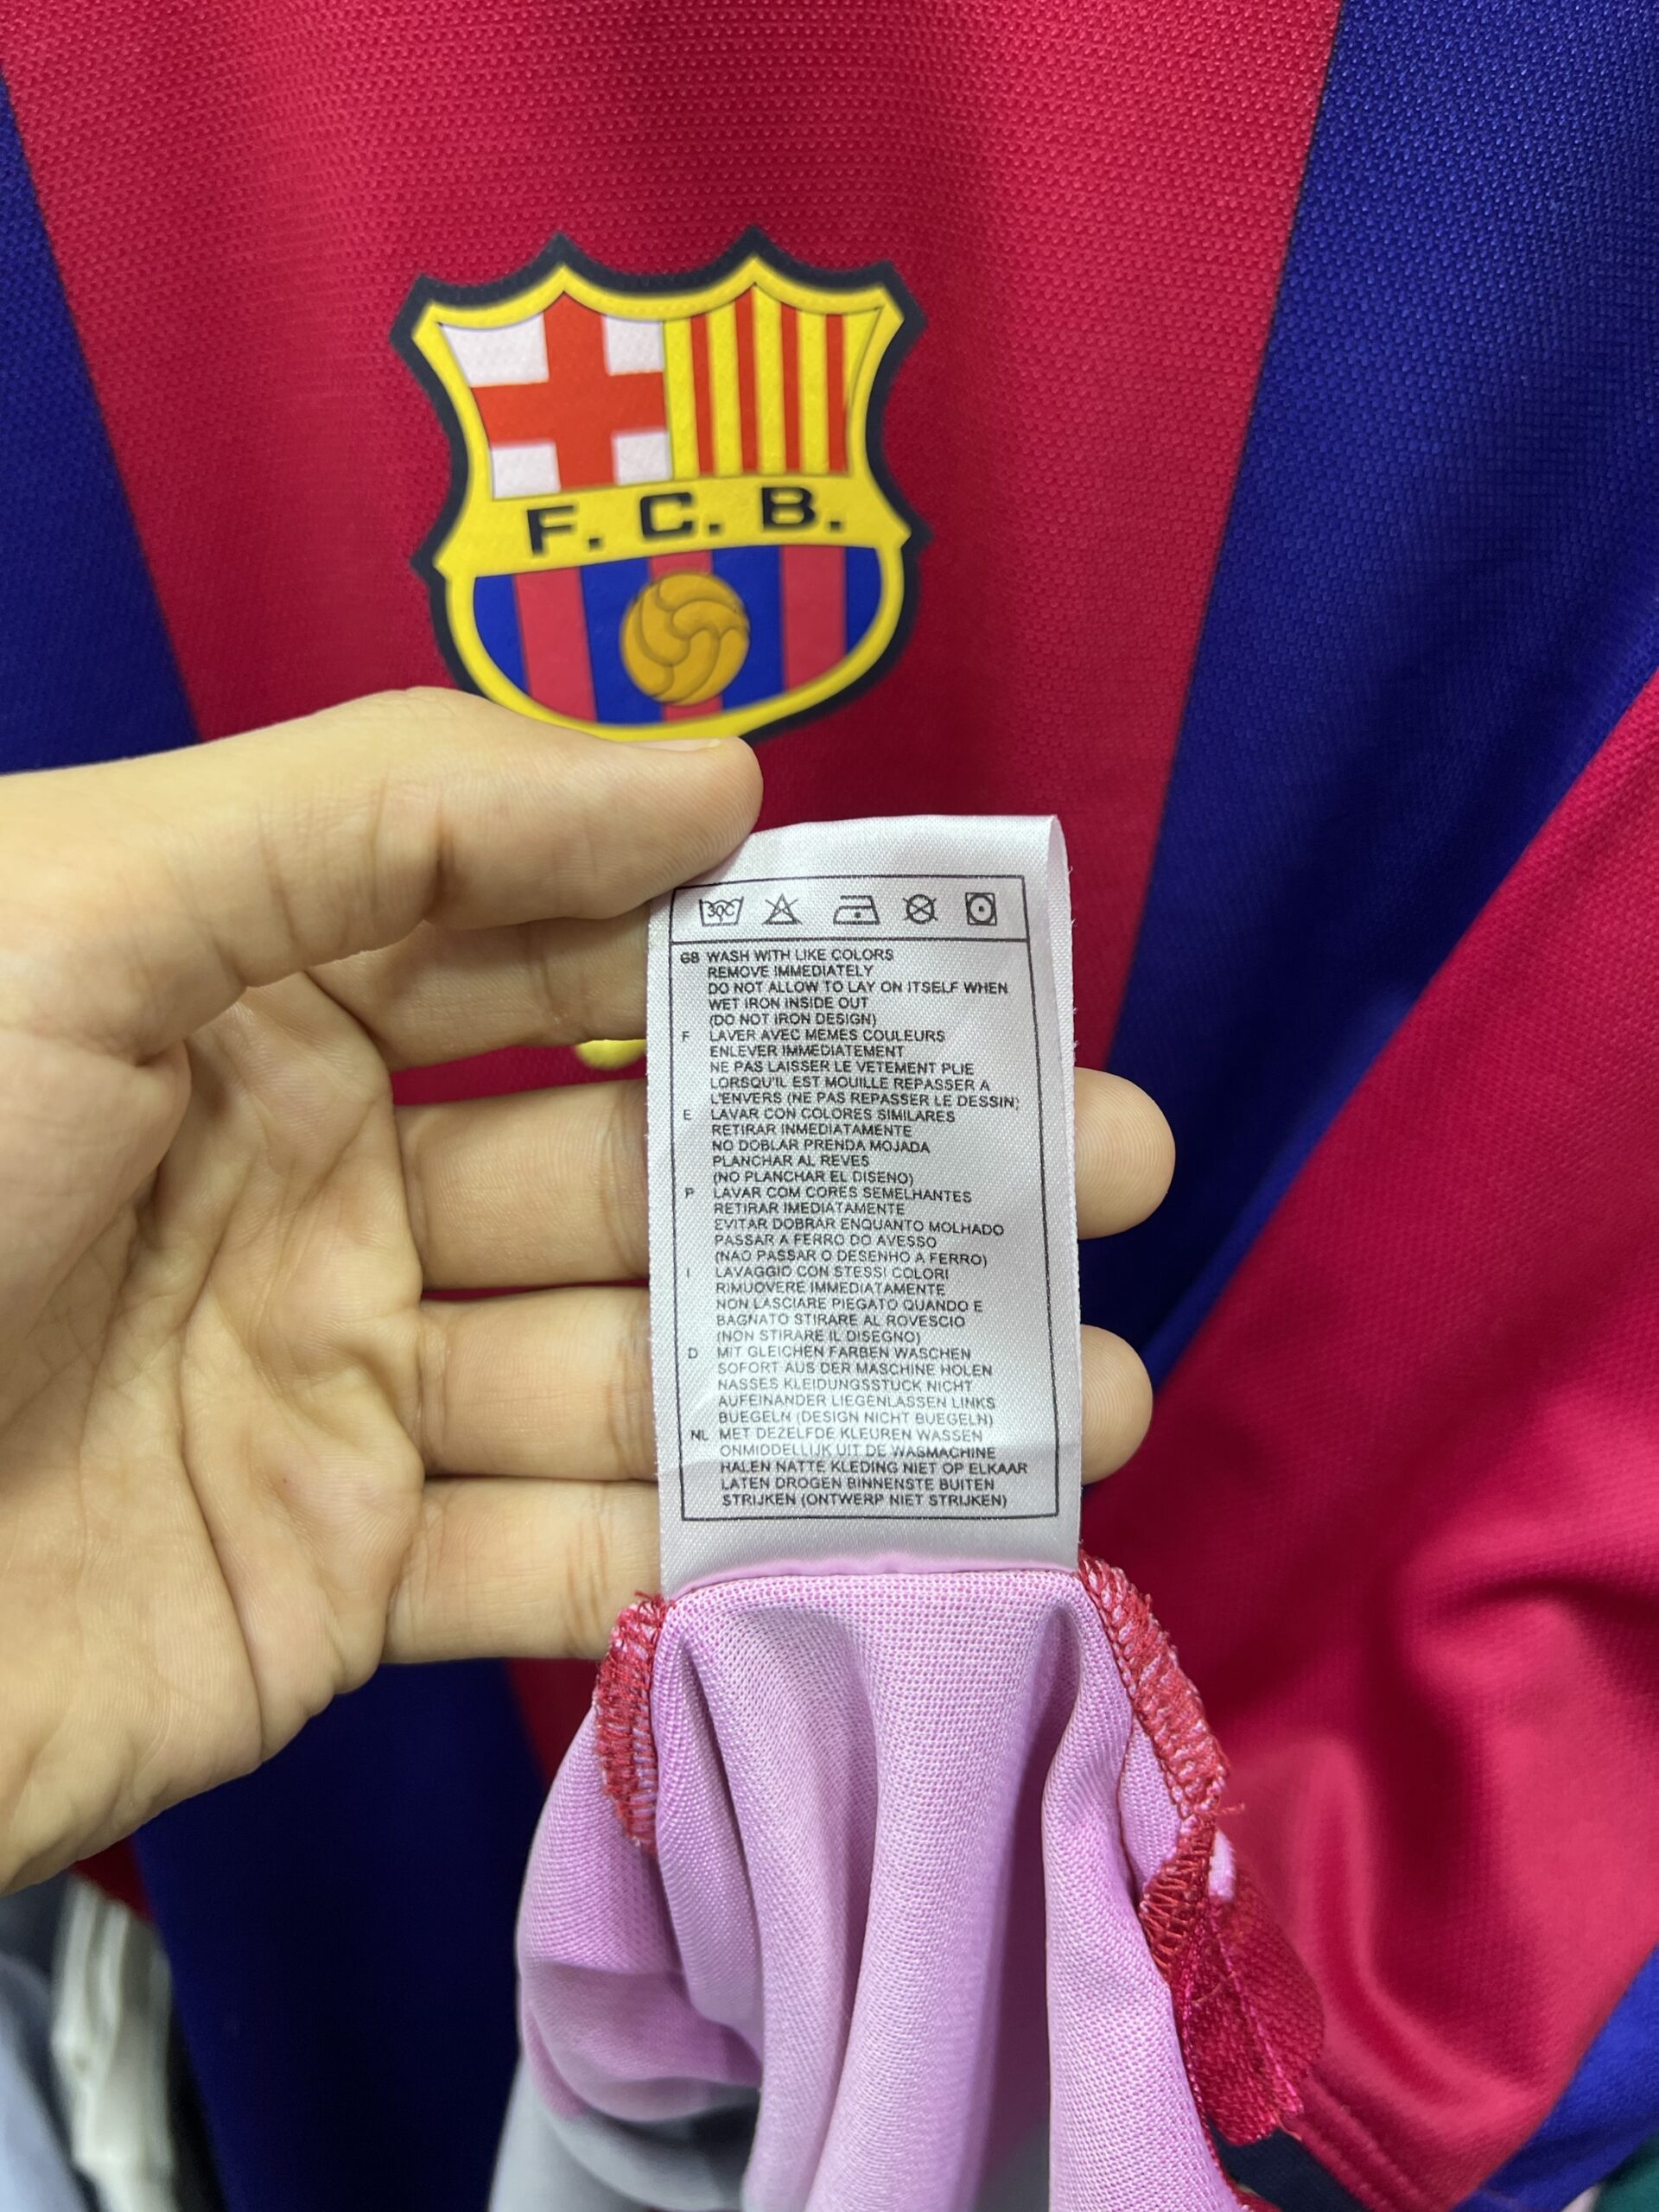 F. C. B.
30C
GB WASH WITH LIKE COLORS
REMOVE IMMEDIATELY
DO NOT ALLOW TO LAY ON ITSELF WHEN
WET IRON INSIDE OUT
(DO NOT IRON DESIGN)
F LAVER AVEC MEMES COULEURS
ENLEVER IMMEDIATEMENT
NE PAS LAISSER LE VETEMENT PLIE
LORSQU'IL EST MOUILLE REPASSER A
L'ENVERS (NE PAS REPASSER LE DESSIN)
E LAVAR CON COLORES SIMILARES
RETIRAR INMEDIATAMENTE
NO DOBLAR PRENDA MOJADA
PLANCHAR AL REVES
(NO PLANCHAR EL DISENO)
P LAVAR COM CORES SEMELHANTES
RETIRAR IMEDIATAMENTE
EVITAR DOBRAR ENQUANTO MOLHADO
PASSAR A FERRO DO AVESSO
(NAO PASSAR O DESENHO A FERRO)
I LAVAGGIO CON STESSI COLORI
RIMUOVERE IMMEDIATAMENTE
NON LASCIARE PIEGATO QUANDO E
BAGNATO STIRARE AL ROVESCIO
(NON STIRARE IL DISEGNO)
D MIT GLEICHEN FARBEN WASCHEN
SOFORT AUS DER MASCHINE HOLEN
NASSES KLEIDUNGSSTUCK NICHT
AUFEINANDER LIEGENLASSEN LINKS
BUEGELN (DESIGN NICHT BUEGELN)
NL MET DEZELFDE KLEUREN WASSEN
ONMIDDELLIJK UIT DE WASMACHINE
HALEN NATTE KLEDING NIET OP ELKAAR
LATEN DROGEN BINNENSTE BUITEN
STRIJKEN (ONTWERP NIET STRIJKEN)